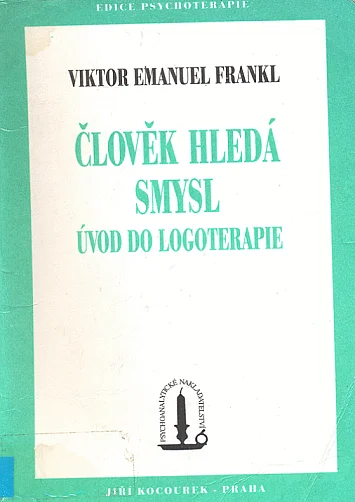 EDICE PSYCHOTERAPIE
VIKTOR EMANUEL FRANKL
ČLOVĚK HLEDÁ
SMYSL
ÚVOD DO LOGOTERAPIE
PSYCHOANALYTICKÉ NAKLADATELSTVÍ
JIŘÍ KOCOUREK - PRAHA